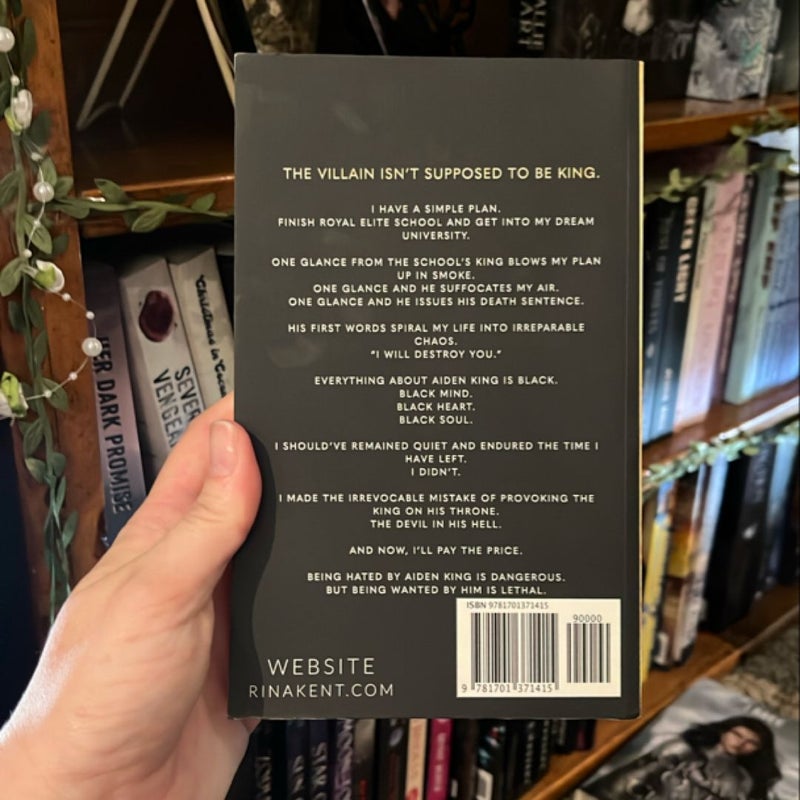 THE VILLAIN ISN'T SUPPOSED TO BE KING.
I HAVE A SIMPLE PLAN.
FINISH ROYAL ELITE SCHOOL AND GET INTO MY DREAM
UNIVERSITY.
ONE GLANCE FROM THE SCHOOL'S KING BLOWS MY PLAN
UP IN SMOKE.
ONE GLANCE AND HE SUFFOCATES MY AIR.
ONE GLANCE AND HE ISSUES HIS DEATH SENTENCE.
HIS FIRST WORDS SPIRAL MY LIFE INTO IRREPARABLE
CHAOS.
"I WILL DESTROY YOU."
EVERYTHING ABOUT AIDEN KING IS BLACK.
BLACK MIND.
BLACK HEART.
BLACK SOUL.
I SHOULD'VE REMAINED QUIET AND ENDURED THE TIME I
HAVE LEFT.
I DIDN'T.
I MADE THE IRREVOCABLE MISTAKE OF PROVOKING THE
KING ON HIS THRONE.
THE DEVIL IN HIS HELL.
AND NOW, I'LL PAY THE PRICE.
BEING HATED BY AIDEN KING IS DANGEROUS.
BUT BEING WANTED BY HIM IS LETHAL.
ISBN 9781701371415
90000
9 781701 371415
WEBSITE
RINAKENT.COM
HER DARK PROMISE
Christmas in